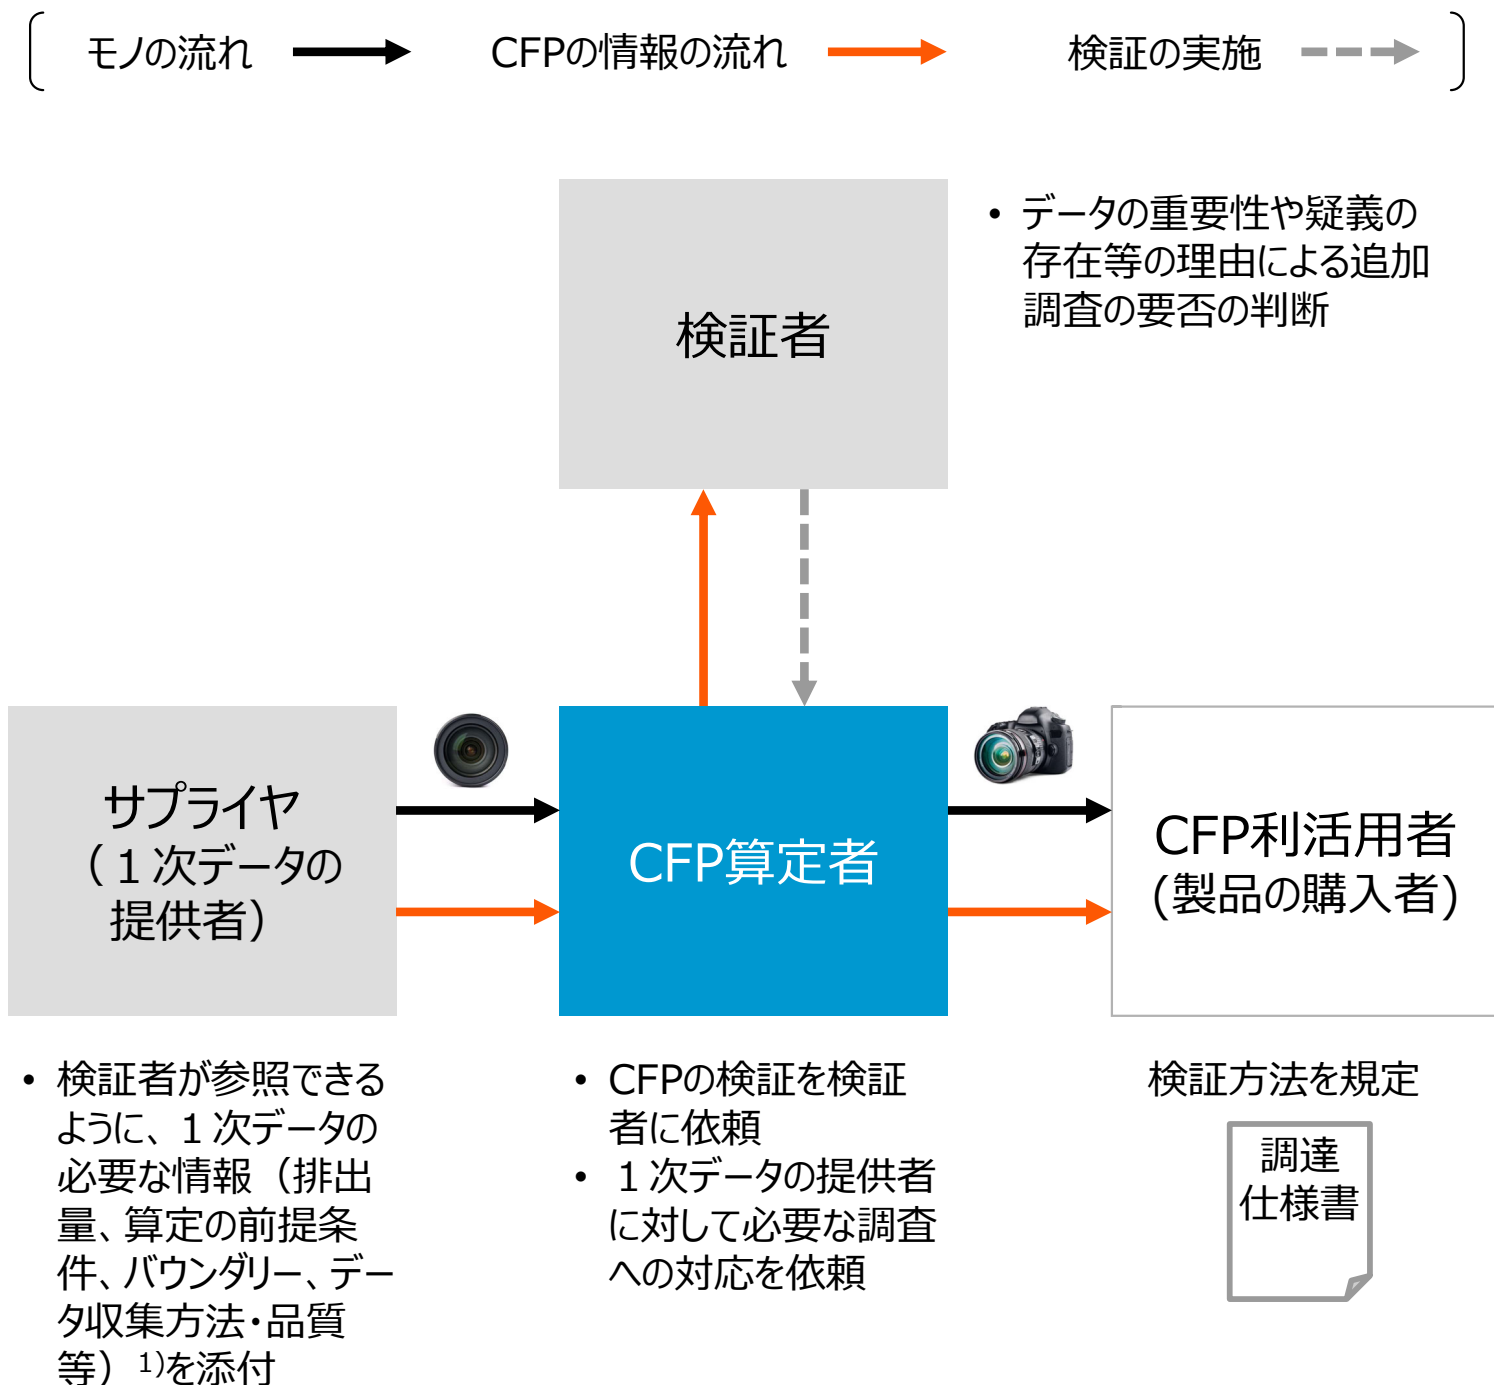 モノの流れ
CFPの情報の流れ
検証の実施
検証者
• データの重要性や疑義の
存在等の理由による追加
調査の要否の判断
サプライヤ
（１次データの
提供者）
CFP算定者
CFP利活用者
(製品の購入者)
• 検証者が参照できる
ように、１次データの
必要な情報（排出
量、算定の前提条
件、バウンダリー、デー
タ収集方法・品質
等）1)を添付
• CFPの検証を検証
者に依頼
• １次データの提供者
に対して必要な調査
への対応を依頼
検証方法を規定
調達
仕様書